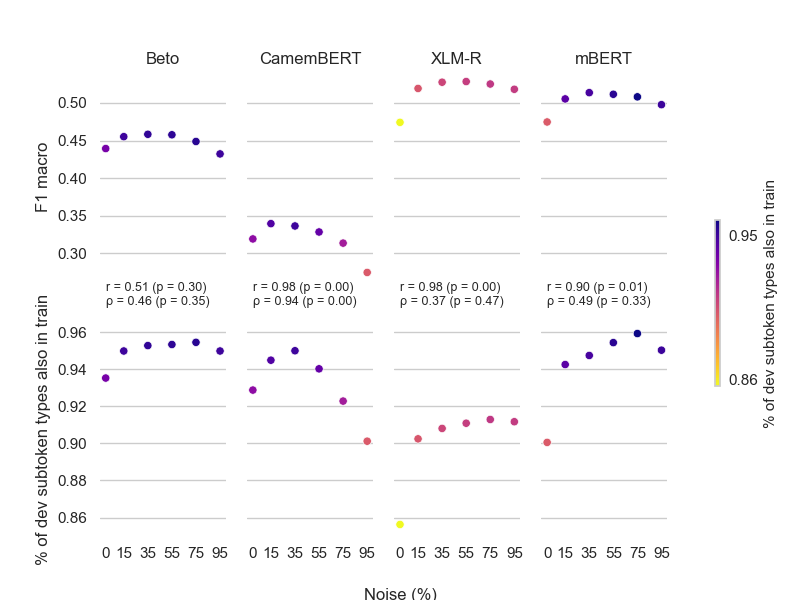 Beto CamemBERT XLM-R mBERT
F1 macro
0.50
0.45
0.40
0.35
0.30
r = 0.51 (p = 0.30) r = 0.98 (p = 0.00) r = 0.98 (p = 0.00) r = 0.90 (p = 0.01)
ρ = 0.46 (p = 0.35) ρ = 0.94 (p = 0.00) ρ = 0.37 (p = 0.47) ρ = 0.49 (p = 0.33)
% of dev subtoken types also in train
0.96
0.94
0.92
0.90
0.88
0.86
0 15 35 55 75 95 0 15 35 55 75 95 0 15 35 55 75 95 0 15 35 55 75 95
Noise (%)
0.95
0.86
% of dev subtoken types also in train